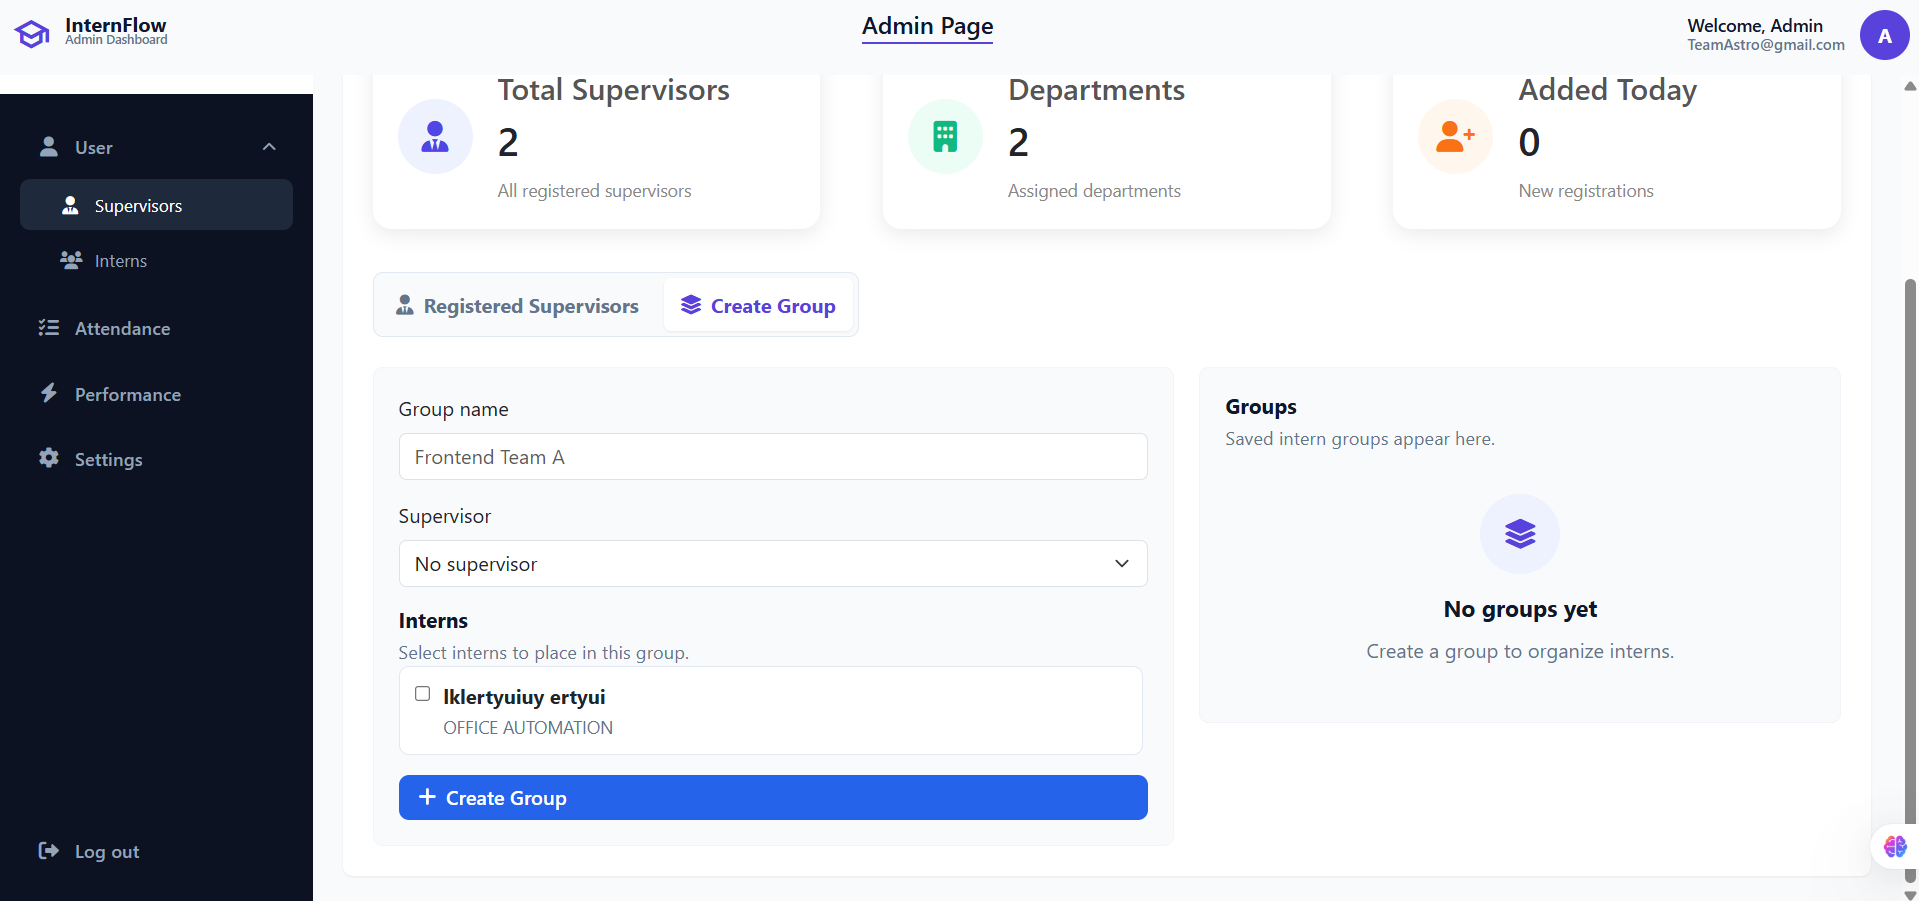 InternFlow
Admin Dashboard
Admin Page
Welcome, Admin
TeamAstro@gmail.com
A
User
Supervisors
Interns
Attendance
Performance
Settings
Log out
Total Supervisors
2
All registered supervisors
Departments
2
Assigned departments
Added Today
0
New registrations
Registered Supervisors
Create Group
Group name
Frontend Team A
Supervisor
No supervisor
Interns
Select interns to place in this group.
lklertyuiuy ertyui
OFFICE AUTOMATION
+ Create Group
Groups
Saved intern groups appear here.
No groups yet
Create a group to organize interns.